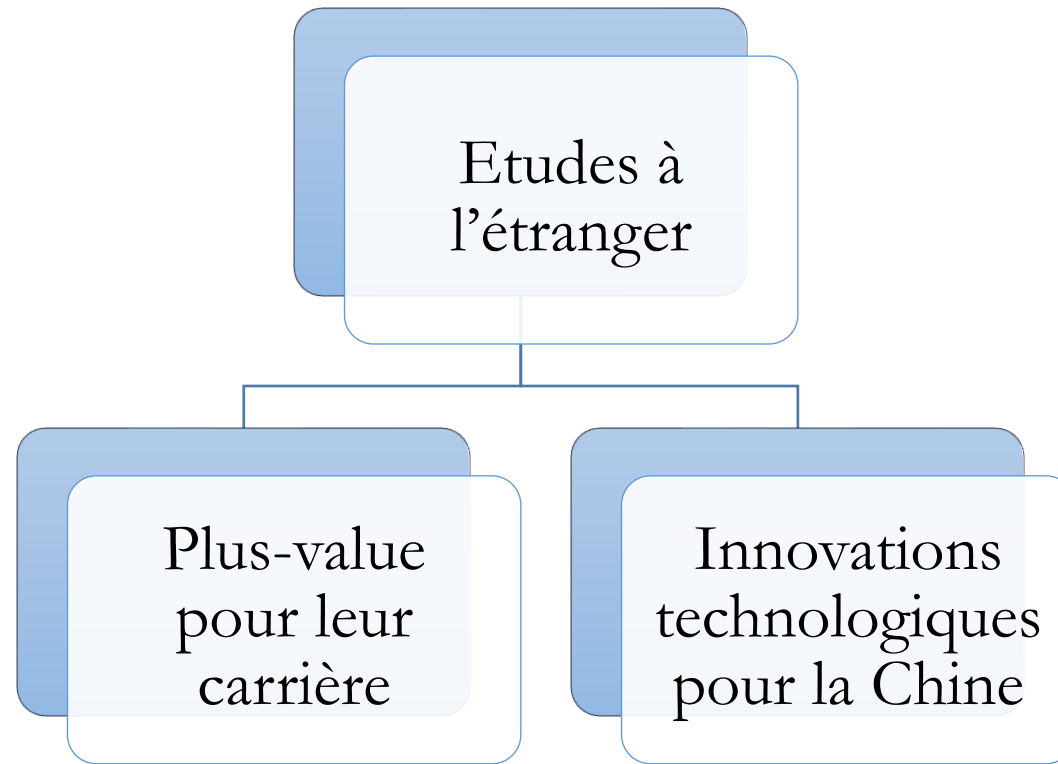 Etudes à
l’étranger
Plus-value
pour leur
carrière
Innovations
technologiques
pour la Chine